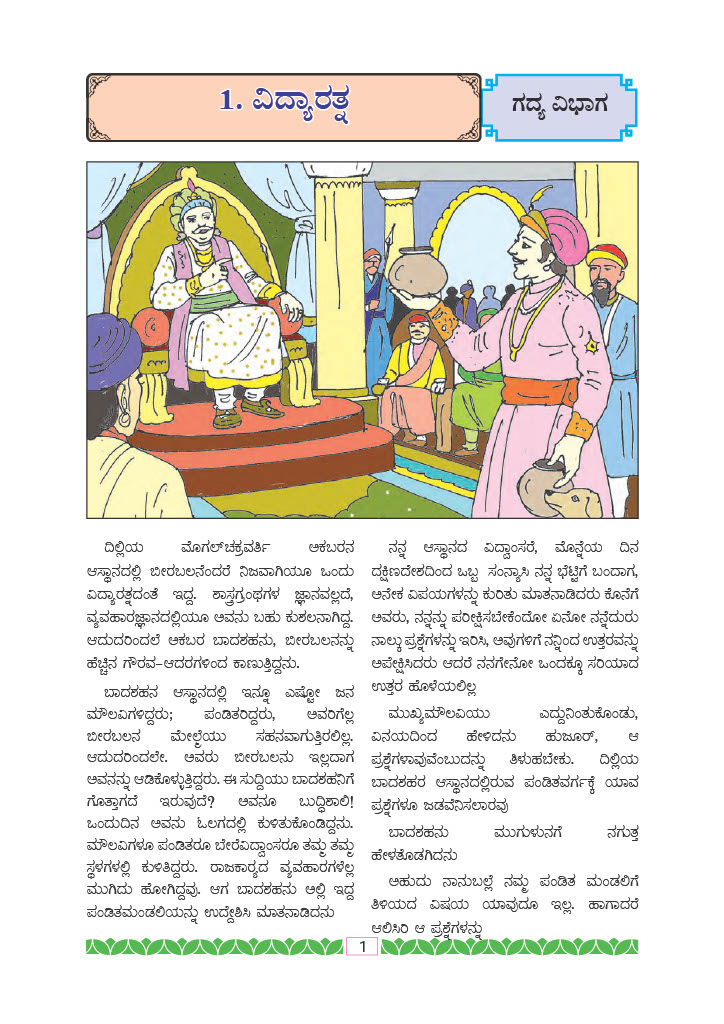 1. ವಿದ್ಯಾರತ್ನ
ಗದ್ಯ ವಿಭಾಗ
ದಿಲ್ಲಿಯ ಮೊಗಲ್‌ಚಕ್ರವರ್ತಿ ಅಕಬರನ
ಆಸ್ಥಾನದಲ್ಲಿ ಬೀರಬಲನೆಂದರೆ ನಿಜವಾಗಿಯೂ ಒಂದು
ವಿದ್ಯಾರತ್ನದಂತೆ ಇದ್ದ. ಶಾಸ್ತ್ರಗ್ರಂಥಗಳ ಜ್ಞಾನವಲ್ಲದೆ,
ವ್ಯವಹಾರಜ್ಞಾನದಲ್ಲಿಯೂ ಅವನು ಬಹು ಕುಶಲನಾಗಿದ್ದ.
ಆದುದರಿಂದಲೆ ಅಕಬರ ಬಾದಶಹನು, ಬೀರಬಲನನ್ನು
ಹೆಚ್ಚಿನ ಗೌರವ–ಆದರಗಳಿಂದ ಕಾಣುತ್ತಿದ್ದನು.
ಬಾದಶಹನ ಆಸ್ಥಾನದಲ್ಲಿ ಇನ್ನೂ ಎಷ್ಟೋ ಜನ
ಮೌಲವಿಗಳಿದ್ದರು; ಪಂಡಿತರಿದ್ದರು, ಅವರಿಗೆಲ್ಲ
ಬೀರಬಲನ ಮೇಲ್ಮೆಯು ಸಹನವಾಗುತ್ತಿರಲಿಲ್ಲ.
ಆದುದರಿಂದಲೇ. ಅವರು ಬೀರಬಲನು ಇಲ್ಲದಾಗ
ಅವನನ್ನು ಆಡಿಕೊಳ್ಳುತ್ತಿದ್ದರು. ಈ ಸುದ್ದಿಯು ಬಾದಶಹನಿಗೆ
ಗೊತ್ತಾಗದೆ ಇರುವುದೆ? ಅವನೂ ಬುದ್ಧಿಶಾಲಿ!
ಒಂದುದಿನ ಅವನು ಓಲಗದಲ್ಲಿ ಕುಳಿತುಕೊಂಡಿದ್ದನು.
ಮೌಲವಿಗಳೂ ಪಂಡಿತರೂ ಬೇರೆವಿದ್ವಾಂಸರೂ ತಮ್ಮ ತಮ್ಮ
ಸ್ಥಳಗಳಲ್ಲಿ ಕುಳಿತಿದ್ದರು. ರಾಜಕಾರ‍್ಯದ ವ್ಯವಹಾರಗಳೆಲ್ಲ
ಮುಗಿದು ಹೋಗಿದ್ದವು. ಆಗ ಬಾದಶಹನು ಅಲ್ಲಿ ಇದ್ದ
ಪಂಡಿತಮಂಡಲಿಯನ್ನು ಉದ್ದೇಶಿಸಿ ಮಾತನಾಡಿದನು
ನನ್ನ ಆಸ್ಥಾನದ ವಿದ್ವಾಂಸರೆ, ಮೊನ್ನೆಯ ದಿನ
ದಕ್ಷಿಣದೇಶದಿಂದ ಒಬ್ಬ ಸಂನ್ಯಾಸಿ ನನ್ನ ಭೆಟ್ಟಿಗೆ ಬಂದಾಗ,
ಅನೇಕ ವಿಷಯಗಳನ್ನು ಕುರಿತು ಮಾತನಾಡಿದರು ಕೊನೆಗೆ
ಅವರು, ನನ್ನನ್ನು ಪರೀಕ್ಷಿಸಬೇಕೆಂದೋ ಏನೋ ನನ್ನೆದುರು
ನಾಲ್ಕು ಪ್ರಶ್ನೆಗಳನ್ನು ಇರಿಸಿ, ಅವುಗಳಿಗೆ ನನ್ನಿಂದ ಉತ್ತರವನ್ನು
ಅಪೇಕ್ಷಿಸಿದರು ಆದರೆ ನನಗೇನೋ ಒಂದಕ್ಕೂ ಸರಿಯಾದ
ಉತ್ತರ ಹೊಳೆಯಲಿಲ್ಲ
ಮುಖ್ಯಮೌಲವಿಯು ಎದ್ದುನಿಂತುಕೊಂಡು,
ವಿನಯದಿಂದ ಹೇಳಿದನು ಹುಜೂರ್, ಆ
ಪ್ರಶ್ನೆಗಳಾವುವೆಂಬುದನ್ನು ತಿಳುಹಬೇಕು. ದಿಲ್ಲಿಯ
ಬಾದಶಹರ ಆಸ್ಥಾನದಲ್ಲಿರುವ ಪಂಡಿತವರ್ಗಕ್ಕೆ ಯಾವ
ಪ್ರಶ್ನೆಗಳೂ ಜಡವೆನಿಸಲಾರವು
ಬಾದಶಹನು ಮುಗುಳುನಗೆ ನಗುತ್ತ
ಹೇಳತೊಡಗಿದನು
ಅಹುದು ನಾನುಬಲ್ಲೆ ನಮ್ಮ ಪಂಡಿತ ಮಂಡಲಿಗೆ
ತಿಳಿಯದ ವಿಷಯ ಯಾವುದೂ ಇಲ್ಲ. ಹಾಗಾದರೆ
ಆಲಿಸಿರಿ ಆ ಪ್ರಶ್ನೆಗಳನ್ನು
1